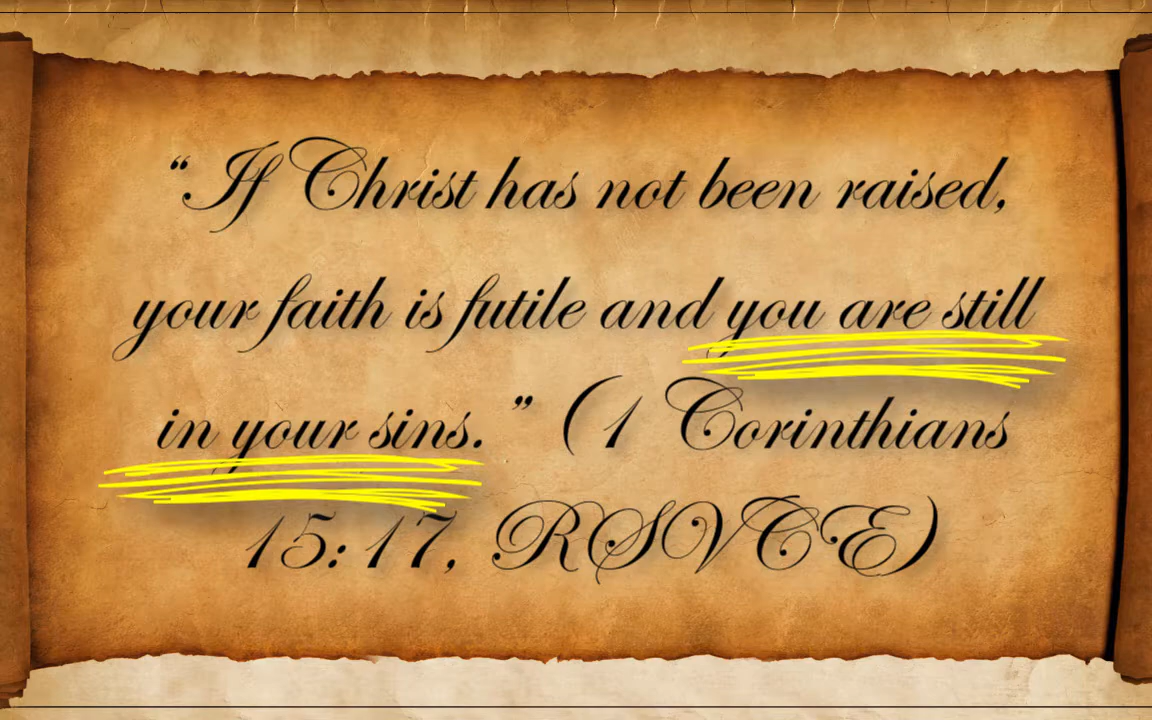 “If Christ has not been raised,
your faith is futile and you are still
in your sins.” (1 Corinthians
15:17, RSVCE)